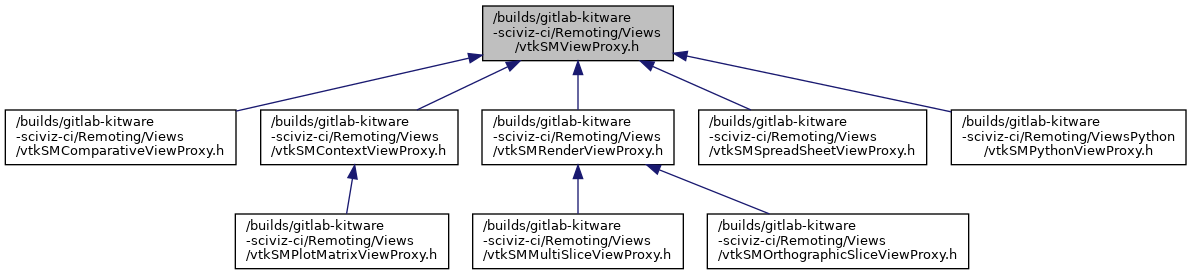 /builds/gitlab-kitware
-sciviz-ci/Remoting/Views
/vtkSMViewProxy.h
/builds/gitlab-kitware
-sciviz-ci/Remoting/Views
/vtkSMComparativeViewProxy.h
/builds/gitlab-kitware
-sciviz-ci/Remoting/Views
/vtkSMContextViewProxy.h
/builds/gitlab-kitware
-sciviz-ci/Remoting/Views
/vtkSMRenderViewProxy.h
/builds/gitlab-kitware
-sciviz-ci/Remoting/Views
/vtkSMSpreadSheetViewProxy.h
/builds/gitlab-kitware
-sciviz-ci/Remoting/ViewsPython
/vtkSMPythonViewProxy.h
/builds/gitlab-kitware
-sciviz-ci/Remoting/Views
/vtkSMPlotMatrixViewProxy.h
/builds/gitlab-kitware
-sciviz-ci/Remoting/Views
/vtkSMMultiSliceViewProxy.h
/builds/gitlab-kitware
-sciviz-ci/Remoting/Views
/vtkSMOrthographicSliceViewProxy.h